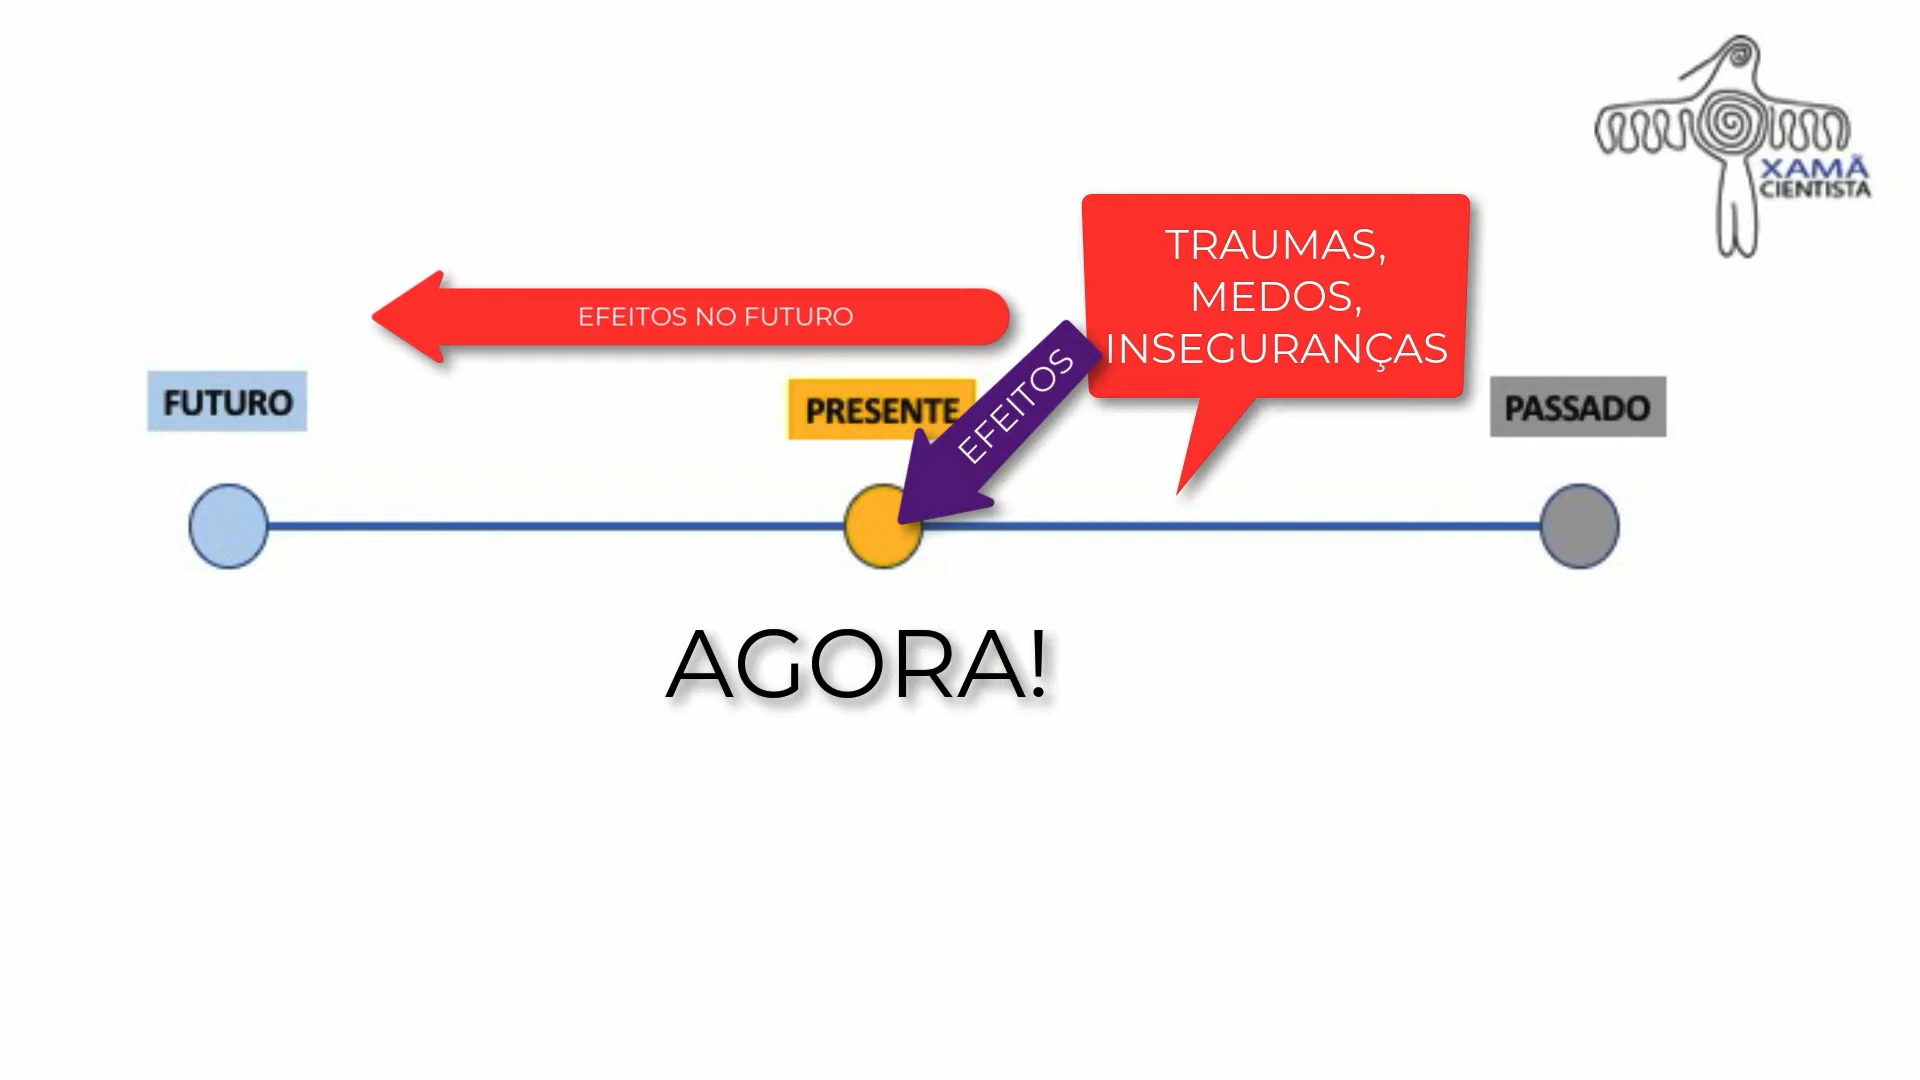 XAMÃ
CIENTISTA
TRAUMAS,
MEDOS,
INSEGURANÇAS
EFEITOS NO FUTURO
EFEITOS
FUTURO
PRESENTE
PASSADO
AGORA!